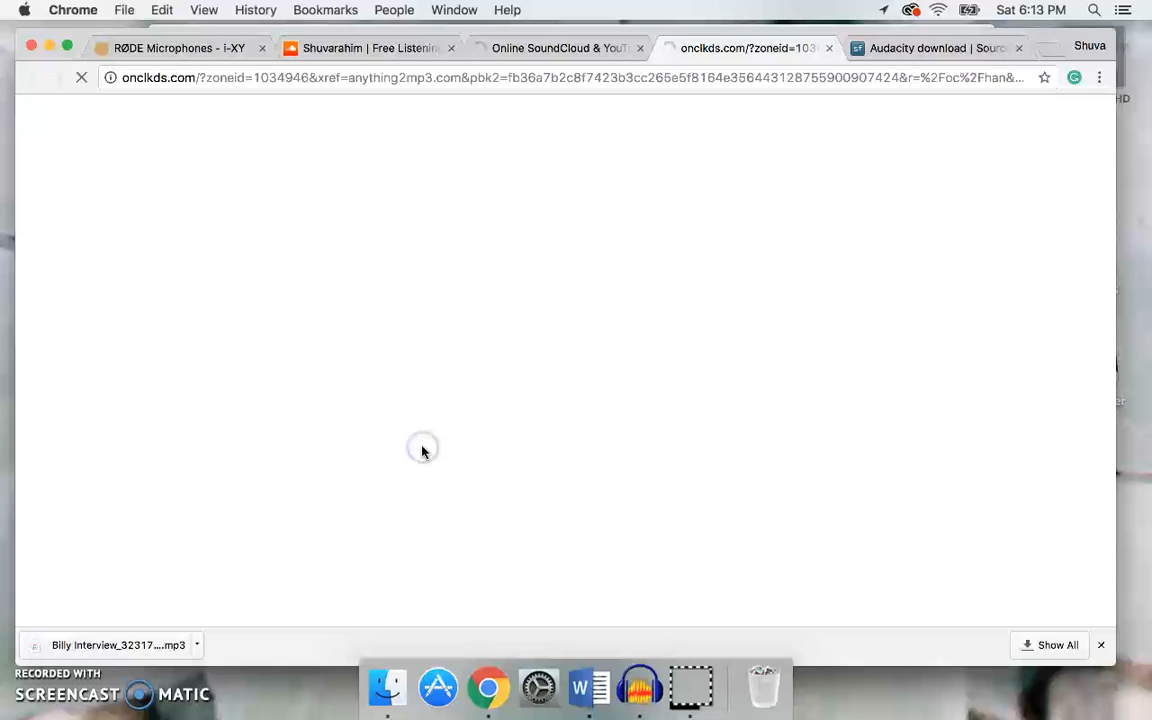 Chrome File Edit View History Bookmarks People Window Help Sat 6:13 PM
RØDE Microphones - i-XY Shuvarahim | Free Listening Online SoundCloud & YouT onclkds.com/?zoneid=103 Audacity download | Sourc Shuva
onclkds.com/?zoneid=1034946&xref=anything2mp3.com&pbk2=fb36a7b2c8f7423b3cc265e5f8164e356443128755900907424&r=%2Foc%2Fhan&...
HD
Billy Interview_32317....mp3 Show All
RECORDED WITH
SCREENCAST MATIC
W